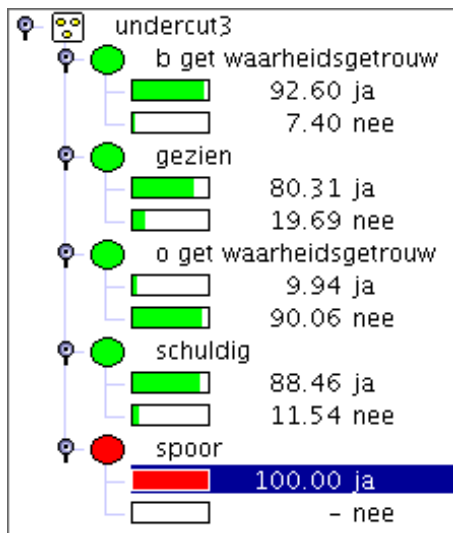 undercut3
b get waarheidsgetrouw
92.60 ja
7.40 nee
gezien
80.31 ja
19.69 nee
o get waarheidsgetrouw
9.94 ja
90.06 nee
schuldig
88.46 ja
11.54 nee
spoor
100.00 ja
– nee